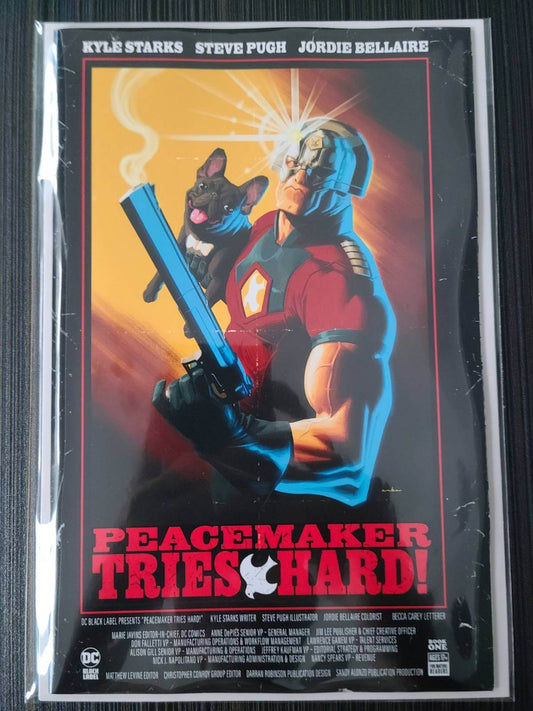 KYLE STARKS STEVE PUGH JORDIE BELLAIRE
PEACEMAKER
TRIES HARD!
DC BLACK LABEL PRESENTS "PEACEMAKER TRIES HARD!" KYLE STARKS WRITER STEVE PUGH ILLUSTRATOR JORDIE BELLAIRE COLORIST BECCA CAREY LETTERER
MARIE JAVINS EDITOR-IN-CHIEF, DC COMICS ANNE DEPIES SENIOR VP - GENERAL MANAGER JIM LEE PUBLISHER & CHIEF CREATIVE OFFICER
DON FALLETTI VP - MANUFACTURING OPERATIONS & WORKFLOW MANAGEMENT LAWRENCE GANEM VP - TALENT SERVICES
ALISON GILL SENIOR VP - MANUFACTURING & OPERATIONS JEFFREY KAUFMAN VP - EDITORIAL STRATEGY & PROGRAMMING
NICK J. NAPOLITANO VP - MANUFACTURING ADMINISTRATION & DESIGN NANCY SPEARS VP - REVENUE
MATTHEW LEVINE EDITOR CHRISTOPHER CONROY GROUP EDITOR DARRAN ROBINSON PUBLICATION DESIGN SANDY ALONZO PUBLICATION PRODUCTION
DC
BLACK
LABEL
BOOK
ONE
AGES 17+